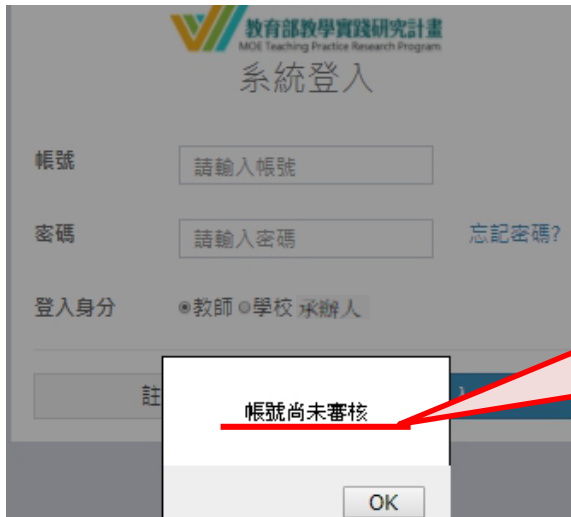 教育部教學實踐研究計畫
MOE Teaching Practice Research Program
系統登入
帳號 請輸入帳號
密碼 請輸入密碼 忘記密碼?
登入身分 教師 學校 承辦人
註
帳號尚未審核
OK